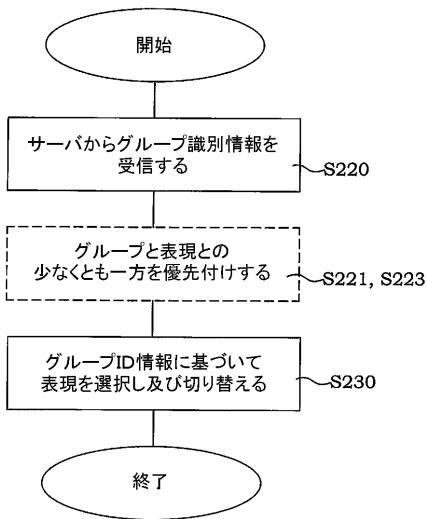 開始
サーバからグループ識別情報を
受信する
S220
グループと表現との
少なくとも一方を優先付けする
S221, S223
グループID情報に基づいて
表現を選択し及び切り替える
S230
終了